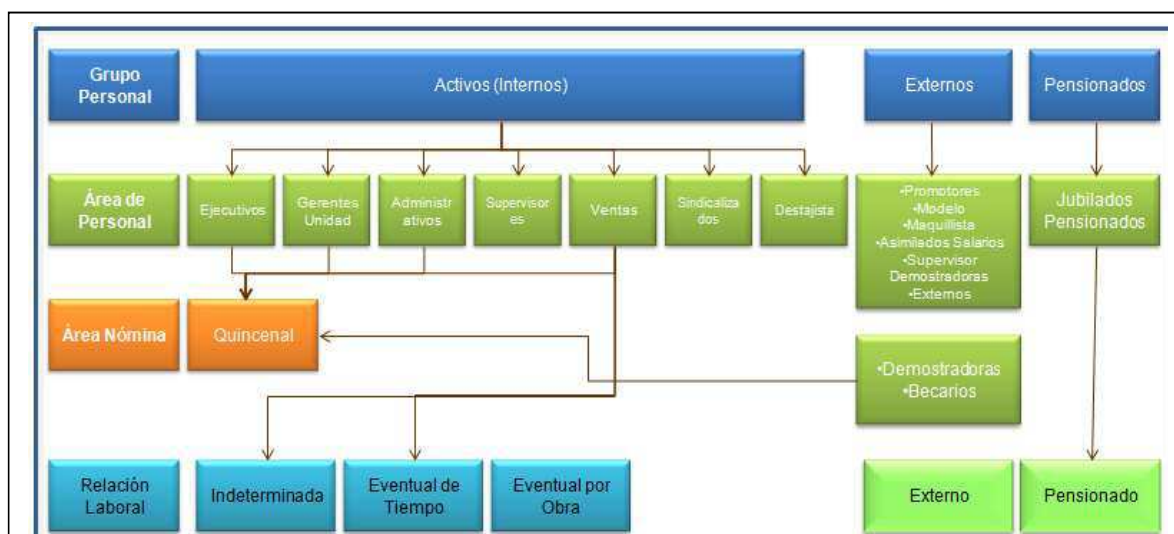 Grupo
Personal
Activos (Internos)
Externos
Pensionados
Área de
Personal
Ejecutivos
Gerentes
Unidad
Administr
ativos
Supervisor
es
Ventas
Sindicaliza
dos
Destajista
•Promotores
•Modelo
•Maquillista
•Asimilados Salarios
•Supervisor
Demostradoras
•Externos
Jubilados
Pensionados
Área Nómina
Quincenal
•Demostradoras
•Becarios
Relación
Laboral
Indeterminada
Eventual de
Tiempo
Eventual por
Obra
Externo
Pensionado